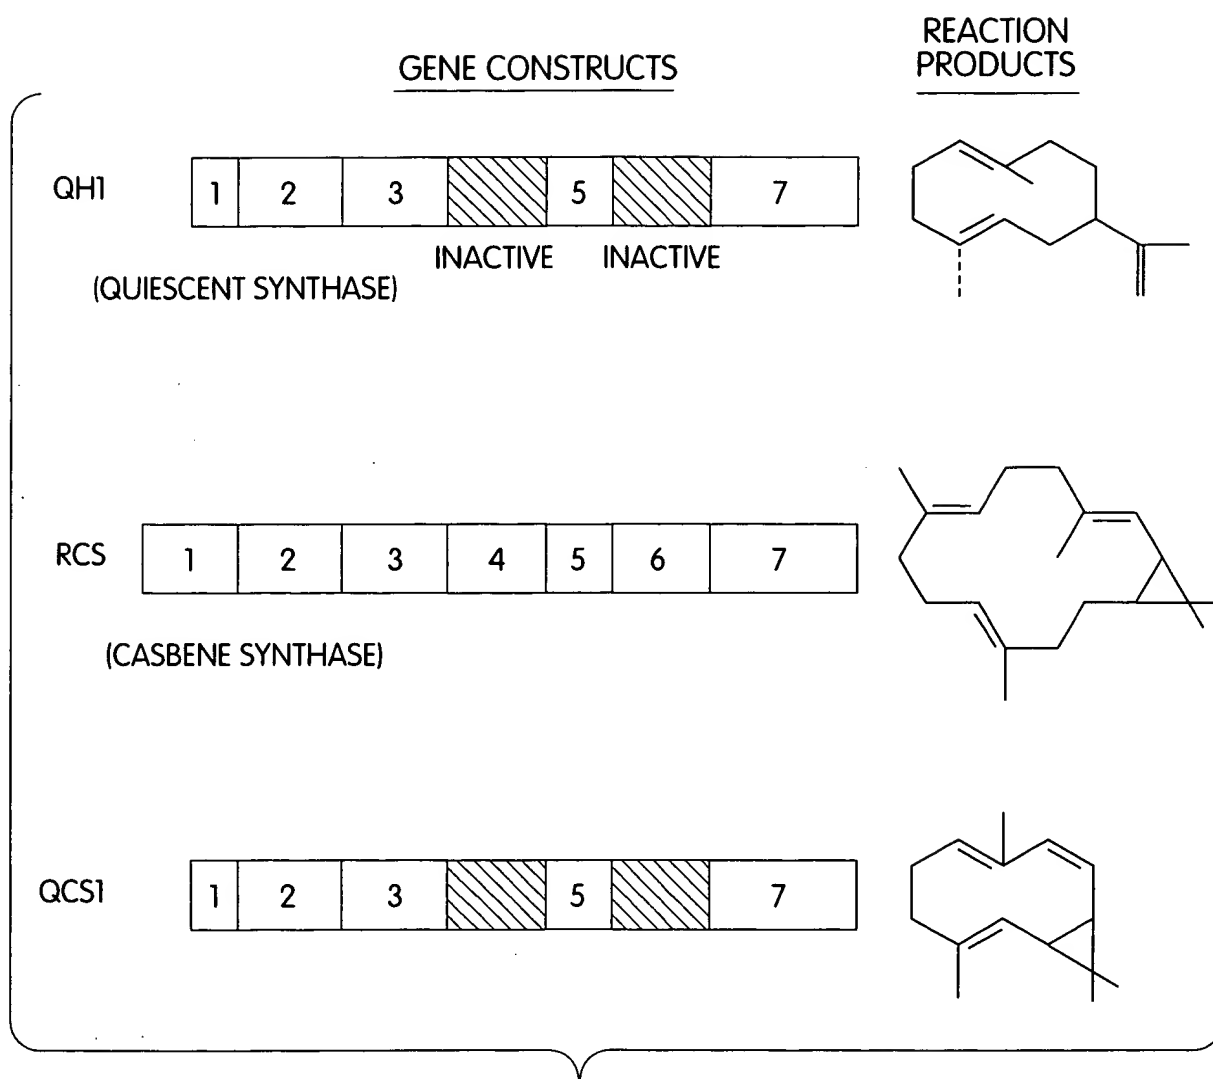 GENE CONSTRUCTS
REACTION
PRODUCTS
QH1
1 2 3 5 7
INACTIVE INACTIVE
(QUIESCENT SYNTHASE)
RCS
1 2 3 4 5 6 7
(CASBENE SYNTHASE)
QCS1
1 2 3 5 7